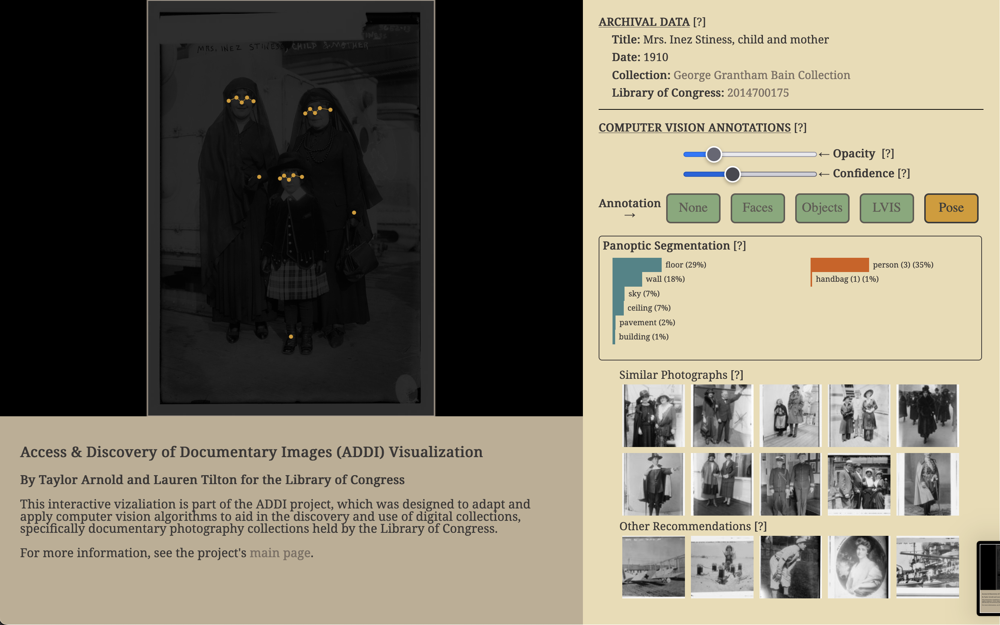 3652-13
INESS
MRS. INEZ STINESS, CHILD & MOTHER
Access & Discovery of Documentary Images (ADDI) Visualization
By Taylor Arnold and Lauren Tilton for the Library of Congress
This interactive vizaliation is part of the ADDI project, which was designed to adapt and
apply computer vision algorithms to aid in the discovery and use of digital collections,
specifically documentary photography collections held by the Library of Congress.
For more information, see the project's main page.
ARCHIVAL DATA [?]
Title: Mrs. Inez Stiness, child and mother
Date: 1910
Collection: George Grantham Bain Collection
Library of Congress: 2014700175
COMPUTER VISION ANNOTATIONS [?]
← Opacity [?]
← Confidence [?]
Annotation → None Faces Objects LVIS Pose
Panoptic Segmentation [?]
floor (29%) person (3) (35%)
wall (18%) handbag (1) (1%)
sky (7%)
ceiling (7%)
pavement (2%)
building (1%)
Similar Photographs [?]
Other Recommendations [?]